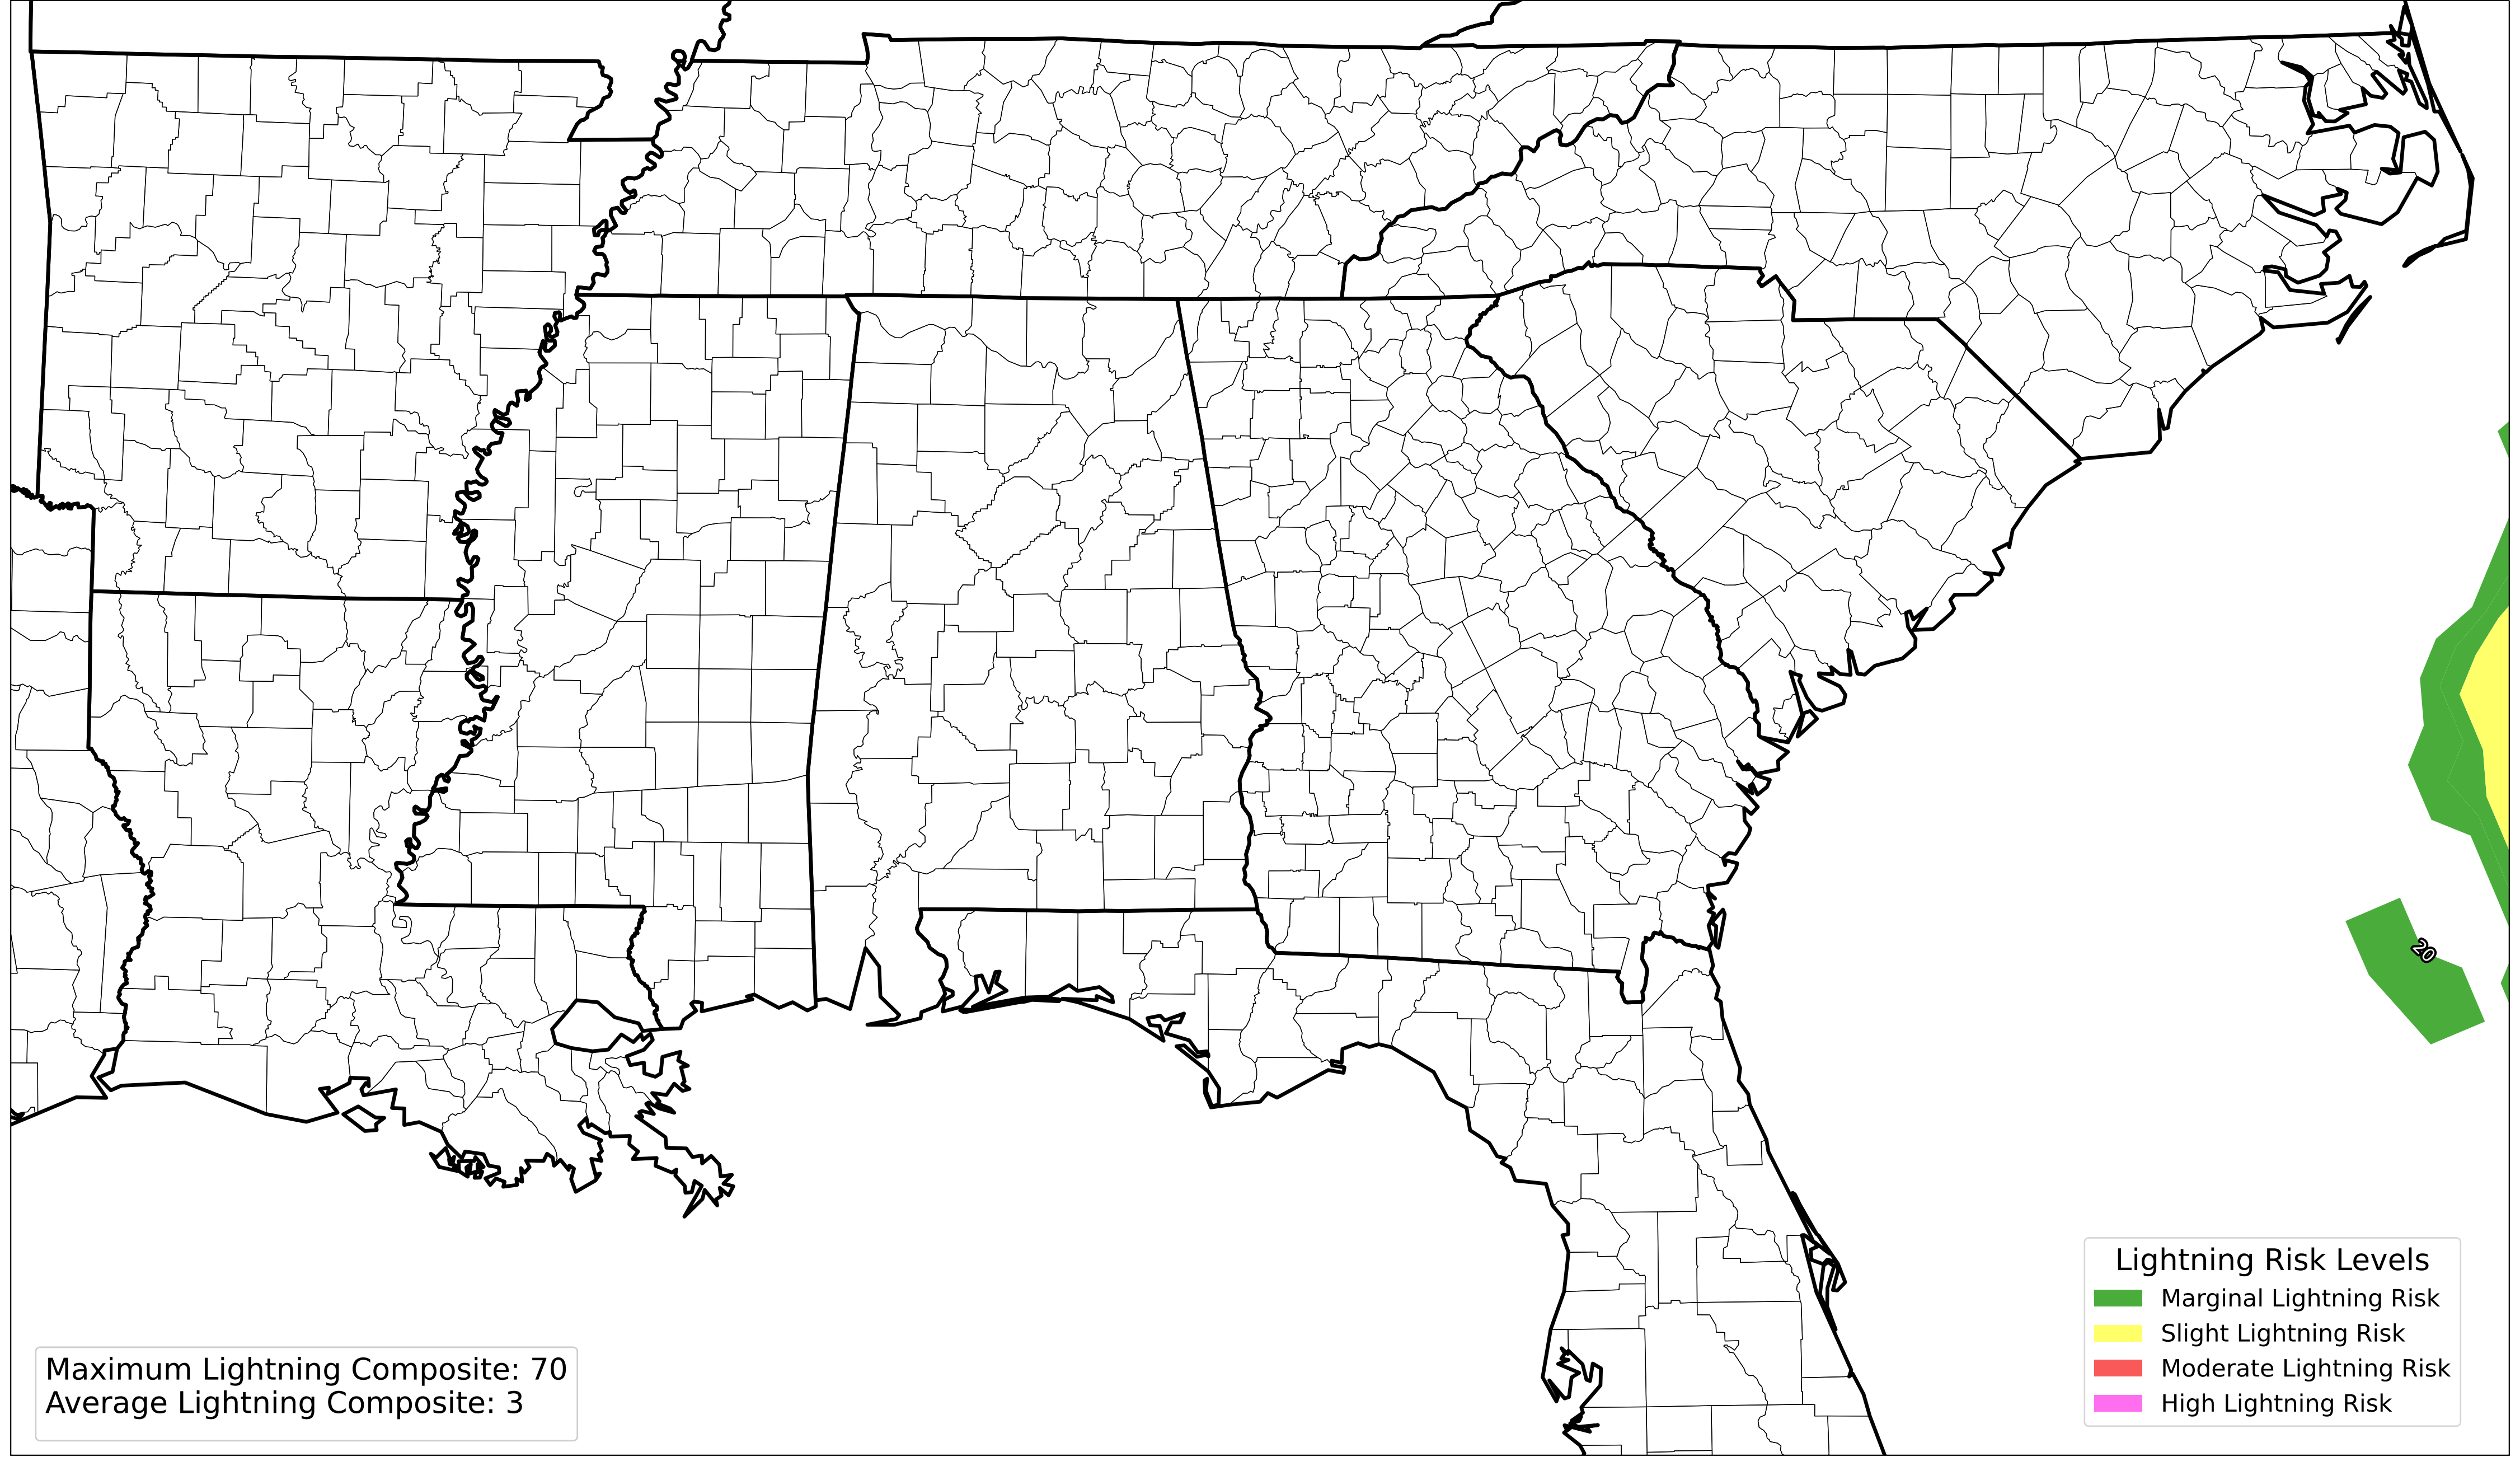 20
Lightning Risk Levels
Marginal Lightning Risk
Slight Lightning Risk
Moderate Lightning Risk
High Lightning Risk
Maximum Lightning Composite: 70
Average Lightning Composite: 3